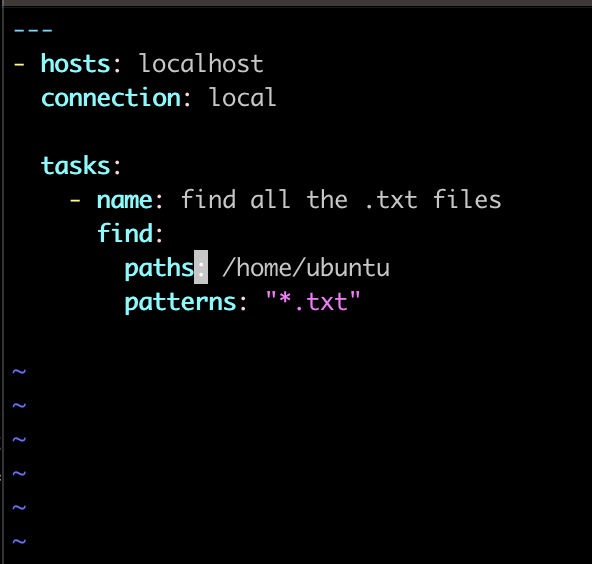 ---
- hosts: localhost
  connection: local

  tasks:
    - name: find all the .txt files
      find:
        paths: /home/ubuntu
        patterns: "*.txt"

~
~
~
~
~
~